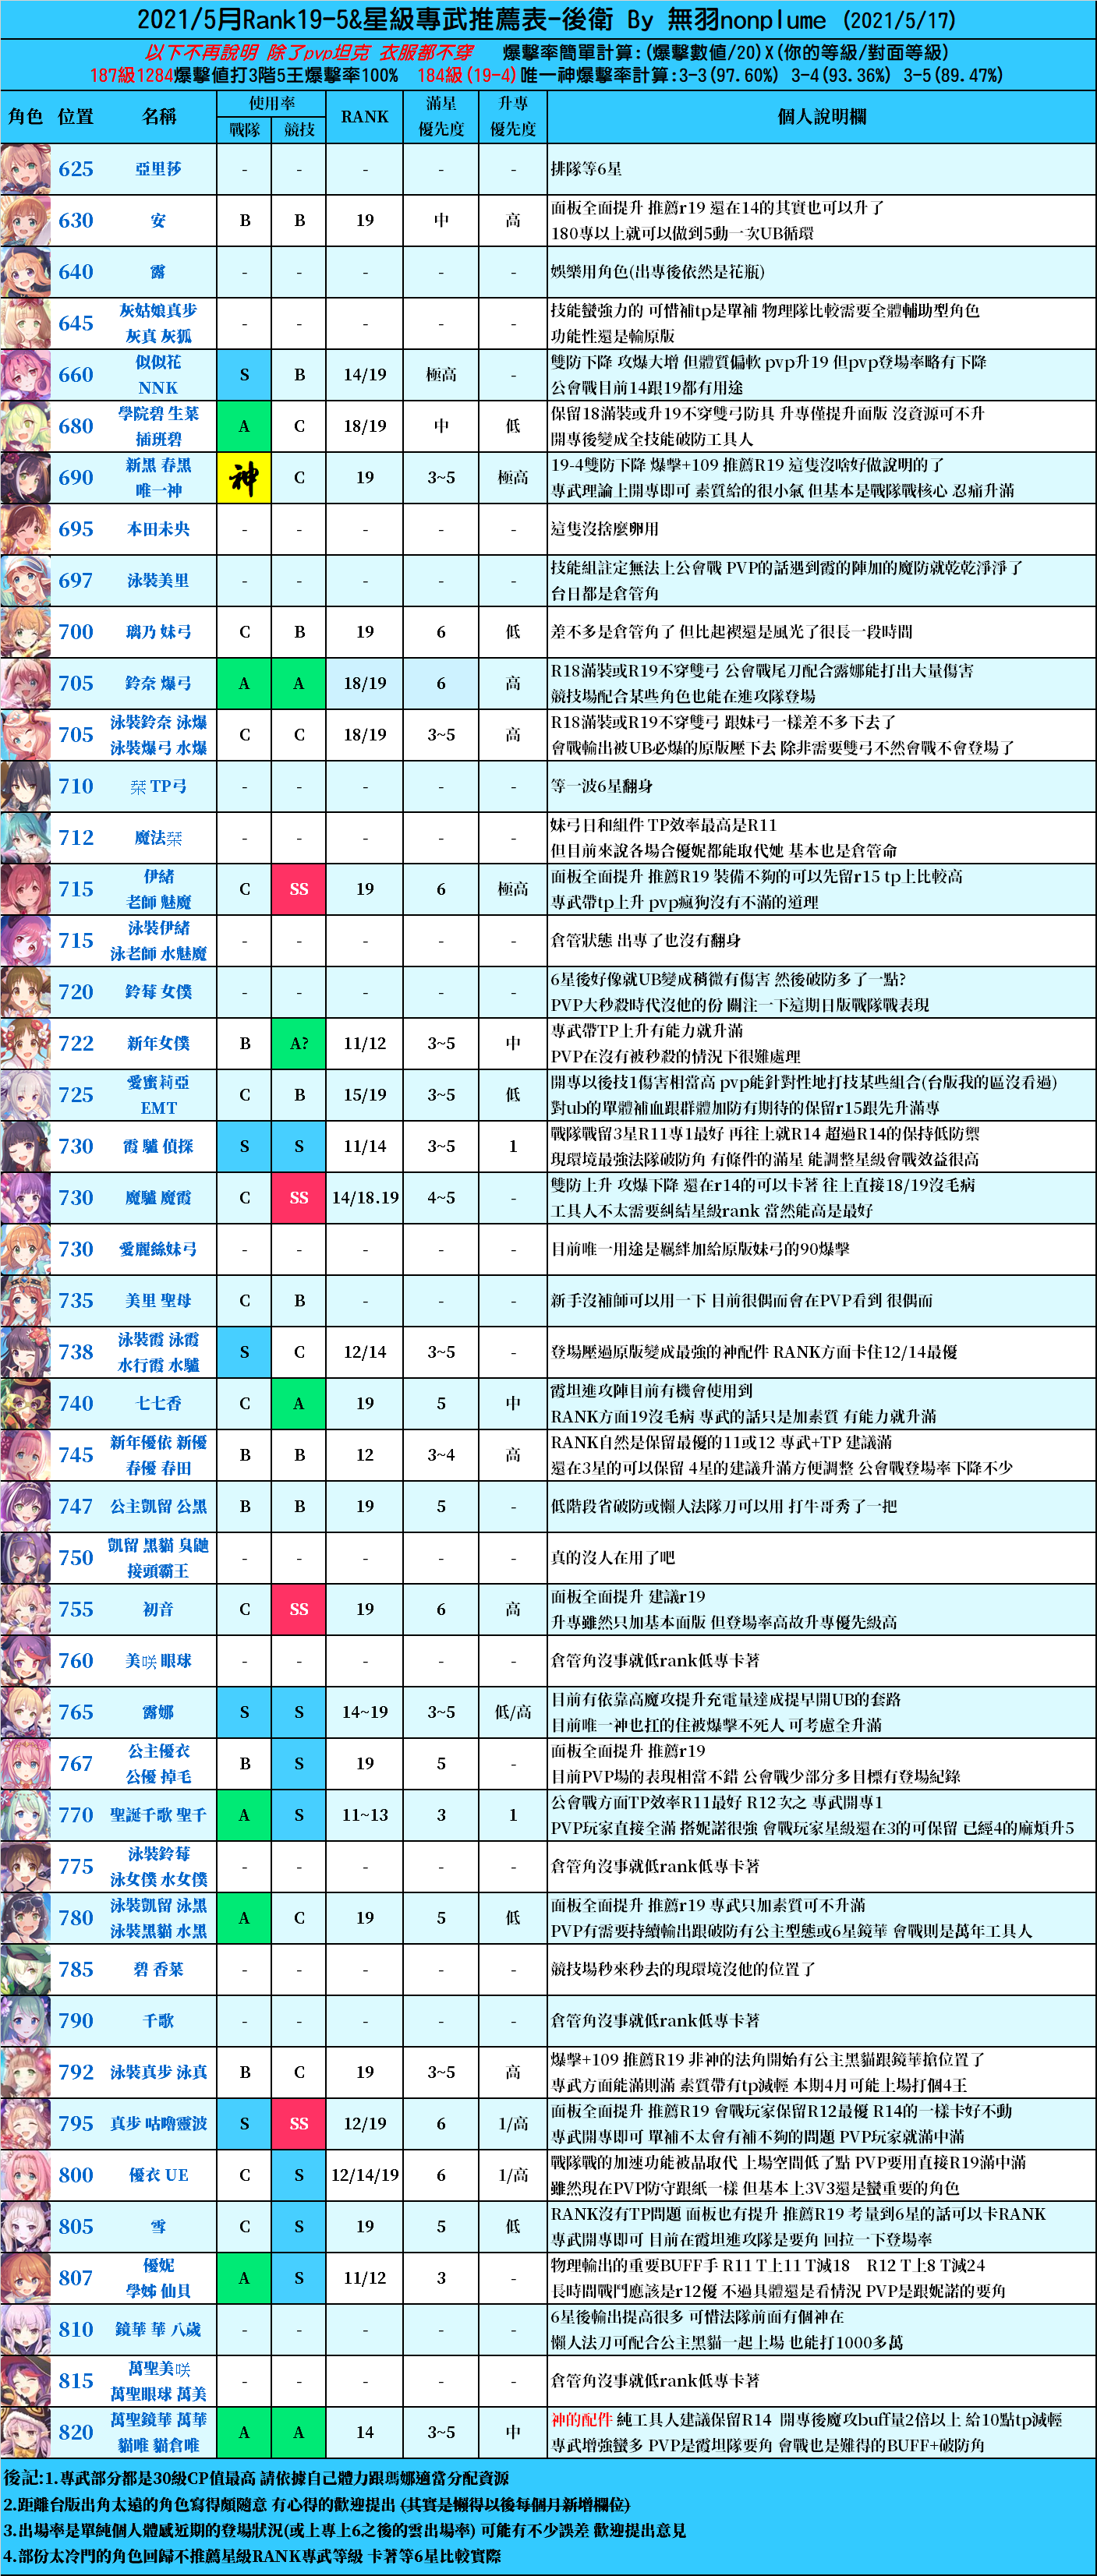 2021/5月Rank19-5&星級專武推薦表-後衛 By 無羽nonplume (2021/5/17)
以下不再說明 除了pvp坦克 衣服都不穿 爆擊率簡單計算:(爆擊數值/20)X(你的等級/對面等級)
187級1284爆擊值打3階5王爆擊率100% 184級(19-4)唯一神爆擊率計算:3-3(97.60%) 3-4(93.36%) 3-5(89.47%)
角色 位置 名稱 使用率 RANK 滿星 升專 個人說明欄
戰隊 競技 優先度 優先度
625 亞里莎 - - - - - 排隊等6星
630 安 B B 19 中 高 面板全面提升 推薦r19 還在14的其實也可以升了
180專以上就可以做到5動一次UB循環
640 露 - - - - - 娛樂用角色(出專後依然是花瓶)
645 灰姑娘真步 - - - - - 技能蠻強力的 可惜補tp是單補 物理隊比較需要全體輔助型角色
灰真 灰狐 功能性還是輸原版
660 似似花 S B 14/19 極高 - 雙防下降 攻爆大增 但體質偏軟 pvp升19 但pvp登場率略有下降
NNK 公會戰目前14跟19都有用途
680 學院碧 生菜 A C 18/19 中 低 保留18滿裝或升19不穿雙弓防具 升專僅提升面版 沒資源可不升
插班碧 開專後變成全技能破防工具人
690 新黑 春黑 神 C 19 3~5 極高 19-4雙防下降 爆擊+109 推薦R19 這隻沒啥好做說明的了
唯一神 專武理論上開專即可 素質給的很小氣 但基本是戰隊戰核心 忍痛升滿
695 本田未央 - - - - - 這隻沒捨麼卵用
697 泳裝美里 - - - - - 技能組註定無法上公會戰 PVP的話遇到霞的陣加的魔防就乾乾淨淨了
台日都是倉管角
700 璃乃 妹弓 C B 19 6 低 差不多是倉管角了 但比起禊還是風光了很長一段時間
705 鈴奈 爆弓 A A 18/19 6 高 R18滿裝或R19不穿雙弓 公會戰尾刀配合露娜能打出大量傷害
競技場配合某些角色也能在進攻隊登場
705 泳裝鈴奈 泳爆 C C 18/19 3~5 高 R18滿裝或R19不穿雙弓 跟妹弓一樣差不多下去了
泳裝爆弓 水爆 會戰輸出被UB必爆的原版壓下去 除非需要雙弓不然會戰不會登場了
710 栞 TP弓 - - - - - 等一波6星翻身
712 魔法栞 - - - - - 妹弓日和組件 TP效率最高是R11
但目前來說各場合優妮都能取代她 基本也是倉管命
715 伊緒 C SS 19 6 極高 面板全面提升 推薦R19 裝備不夠的可以先留r15 tp上比較高
老師 魅魔 專武帶tp上升 pvp瘋狗沒有不滿的道理
715 泳裝伊緒 - - - - - 倉管狀態 出專了也沒有翻身
泳老師 水魅魔
720 鈴莓 女僕 - - - - - 6星後好像就UB變成稍微有傷害 然後破防多了一點?
PVP大秒殺時代沒他的份 關注一下這期日版戰隊戰表現
722 新年女僕 B A? 11/12 3~5 中 專武帶TP上升有能力就升滿
PVP在沒有被秒殺的情況下很難處理
725 愛蜜莉亞 C B 15/19 3~5 低 開專以後技1傷害相當高 pvp能針對性地打技某些組合(台版我的區沒看過)
EMT 對ub的單體補血跟群體加防有期待的保留r15跟先升滿專
730 霞 驢 偵探 S S 11/14 3~5 1 戰隊戰留3星R11專1最好 再往上就R14 超過R14的保持低防禦
現環境最強法隊破防角 有條件的滿星 能調整星級會戰效益很高
730 魔驢 魔霞 C SS 14/18.19 4~5 - 雙防上升 攻爆下降 還在r14的可以卡著 往上直接18/19沒毛病
工具人不太需要糾結星級rank 當然能高是最好
730 愛麗絲妹弓 - - - - - 目前唯一用途是羈絆加給原版妹弓的90爆擊
735 美里 聖母 C B - - - 新手沒補師可以用一下 目前很偶而會在PVP看到 很偶而
738 泳裝霞 泳霞 S C 12/14 3~5 - 登場壓過原版變成最強的神配件 RANK方面卡住12/14最優
水行霞 水驢
740 七七香 C A 19 5 中 霞坦進攻陣目前有機會使用到
RANK方面19沒毛病 專武的話只是加素質 有能力就升滿
745 新年優依 新優 B B 12 3~4 高 RANK自然是保留最優的11或12 專武+TP 建議滿
春優 春田 還在3星的可以保留 4星的建議升滿方便調整 公會戰登場率下降不少
747 公主凱留 公黑 B B 19 5 - 低階段省破防或懶人法隊刀可以用 打牛哥秀了一把
750 凱留 黑貓 臭鼬 - - - - - 真的沒人在用了吧
接頭霸王
755 初音 C SS 19 6 高 面板全面提升 建議r19
升專雖然只加基本面版 但登場率高故升專優先級高
760 美咲 眼球 - - - - - 倉管角沒事就低rank低專卡著
765 露娜 S S 14~19 3~5 低/高 目前有依靠高魔攻提升充電量達成提早開UB的套路
目前唯一神也扛的住被爆擊不死人 可考慮全升滿
767 公主優衣 B S 19 5 - 面板全面提升 推薦r19
公優 掉毛 目前PVP場的表現相當不錯 公會戰少部分多目標有登場紀錄
770 聖誕千歌 聖千 A S 11~13 3 1 公會戰方面TP效率R11最好 R12次之 專武開專1
PVP玩家直接全滿 搭妮諾很強 會戰玩家星級還在3的可保留 已經4的麻煩升5
775 泳裝鈴莓 - - - - - 倉管角沒事就低rank低專卡著
泳女僕 水女僕
780 泳裝凱留 泳黑 A C 19 5 低 面板全面提升 推薦r19 專武只加素質可不升滿
泳裝黑貓 水黑 PVP有需要持續輸出跟破防有公主型態或6星鏡華 會戰則是萬年工具人
785 碧 香菜 - - - - - 競技場秒來秒去的現環境沒他的位置了
790 千歌 - - - - - 倉管角沒事就低rank低專卡著
792 泳裝真步 泳真 B C 19 3~5 高 爆擊+109 推薦R19 非神的法角開始有公主黑貓跟鏡華搶位置了
專武方面能滿則滿 素質帶有tp減輕 本期4月可能上場打個4王
795 真步 咕嚕靈波 S SS 12/19 6 1/高 面板全面提升 推薦R19 會戰玩家保留R12最優 R14的一樣卡好不動
專武開專即可 單補不太會有補不夠的問題 PVP玩家就滿中滿
800 優衣 UE C S 12/14/19 6 1/高 戰隊戰的加速功能被品取代 上場空間低了點 PVP要用直接R19滿中滿
雖然現在PVP防守跟紙一樣 但基本上3V3還是蠻重要的角色
805 雪 C S 19 5 低 RANK沒有TP問題 面板也有提升 推薦R19 考量到6星的話可以卡RANK
專武開專即可 目前在霞坦進攻隊是要角 回拉一下登場率
807 優妮 A S 11/12 3 - 物理輸出的重要BUFF手 R11 T上11 T減18 R12 T上8 T減24
學姊 仙貝 長時間戰鬥應該是r12優 不過具體還是看情況 PVP是跟妮諾的要角
810 鏡華 華 八歲 - - - - - 6星後輸出提高很多 可惜法隊前面有個神在
懶人法刀可配合公主黑貓一起上場 也能打1000多萬
815 萬聖美咲 - - - - - 倉管角沒事就低rank低專卡著
萬聖眼球 萬美
820 萬聖鏡華 萬華 A A 14 3~5 中 神的配件 純工具人建議保留R14 開專後魔攻buff量2倍以上 給10點tp減輕
貓唯 貓倉唯 專武增強蠻多 PVP是霞坦隊要角 會戰也是難得的BUFF+破防角
後記:1.專武部分都是30級CP值最高 請依據自己體力跟瑪娜適當分配資源
2.距離台版出角太遠的角色寫得頗隨意 有心得的歡迎提出 (其實是懶得以後每個月新增欄位)
3.出場率是單純個人體感近期的登場狀況(或上專上6之後的雲出場率) 可能有不少誤差 歡迎提出意見
4.部份太冷門的角色回歸不推薦星級RANK專武等級 卡著等6星比較實際